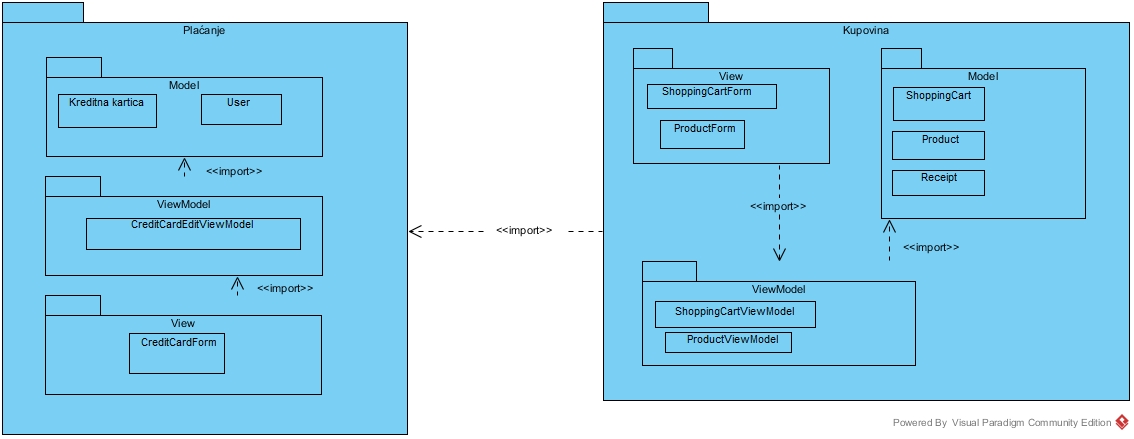 Plaćanje
Model
Kreditna kartica
User
<<import>>
ViewModel
CreditCardEditViewModel
<<import>>
View
CreditCardForm
<<import>>
Kupovina
View
ShoppingCartForm
ProductForm
Model
ShoppingCart
Product
Receipt
<<import>>
<<import>>
ViewModel
ShoppingCartViewModel
ProductViewModel
Powered By Visual Paradigm Community Edition